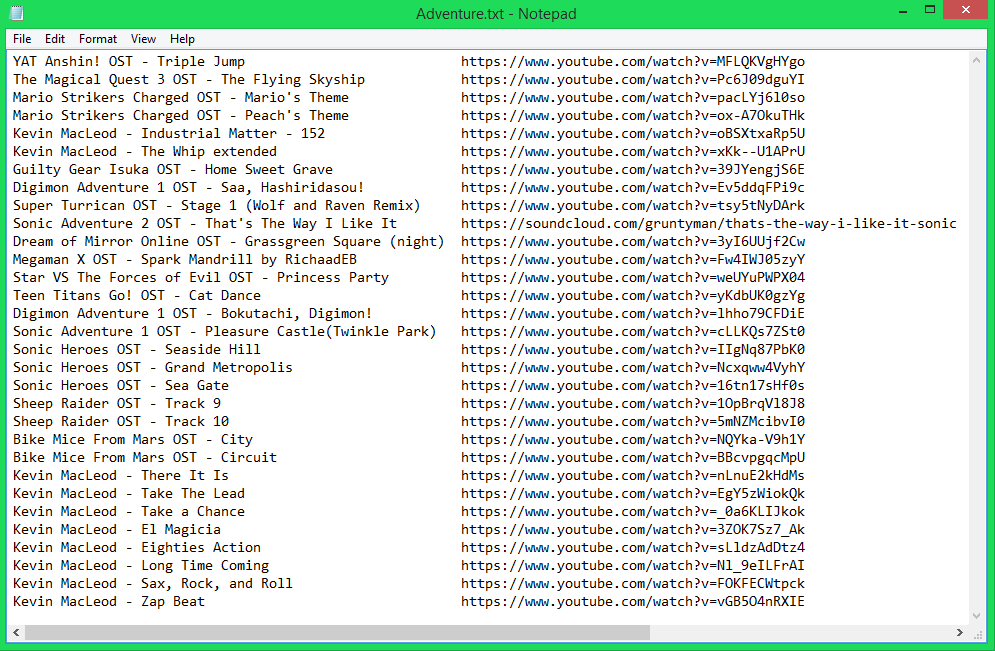 Adventure.txt - Notepad
File Edit Format View Help
YAT Anshin! OST - Triple Jump https://www.youtube.com/watch?v=MFLQKVgHYgo
The Magical Quest 3 OST - The Flying Skyship https://www.youtube.com/watch?v=Pc6J09dguYI
Mario Strikers Charged OST - Mario's Theme https://www.youtube.com/watch?v=pacLYj6l0so
Mario Strikers Charged OST - Peach's Theme https://www.youtube.com/watch?v=ox-A7OkuTHk
Kevin MacLeod - Industrial Matter - 152 https://www.youtube.com/watch?v=oBSXtxaRp5U
Kevin MacLeod - The Whip extended https://www.youtube.com/watch?v=xKk--U1APrU
Guilty Gear Isuka OST - Home Sweet Grave https://www.youtube.com/watch?v=39JYengjS6E
Digimon Adventure 1 OST - Saa, Hashiridasou! https://www.youtube.com/watch?v=Ev5ddqFPi9c
Super Turrican OST - Stage 1 (Wolf and Raven Remix) https://www.youtube.com/watch?v=tsy5tNyDArk
Sonic Adventure 2 OST - That's The Way I Like It https://soundcloud.com/gruntyman/thats-the-way-i-like-it-sonic
Dream of Mirror Online OST - Grassgreen Square (night) https://www.youtube.com/watch?v=3yI6UUjf2Cw
Megaman X OST - Spark Mandrill by RichaadEB https://www.youtube.com/watch?v=Fw4IWJ05zyY
Star VS The Forces of Evil OST - Princess Party https://www.youtube.com/watch?v=weUYuPWPX04
Teen Titans Go! OST - Cat Dance https://www.youtube.com/watch?v=yKdbUK0gzYg
Digimon Adventure 1 OST - Bokutachi, Digimon! https://www.youtube.com/watch?v=lhho79CFDiE
Sonic Adventure 1 OST - Pleasure Castle(Twinkle Park) https://www.youtube.com/watch?v=cLLKQs7ZSt0
Sonic Heroes OST - Seaside Hill https://www.youtube.com/watch?v=IIgNq87PbK0
Sonic Heroes OST - Grand Metropolis https://www.youtube.com/watch?v=Ncxqww4VyhY
Sonic Heroes OST - Sea Gate https://www.youtube.com/watch?v=16tn17sHf0s
Sheep Raider OST - Track 9 https://www.youtube.com/watch?v=1OpBrqVl8J8
Sheep Raider OST - Track 10 https://www.youtube.com/watch?v=5mNZMcibvI0
Bike Mice From Mars OST - City https://www.youtube.com/watch?v=NQYka-V9h1Y
Bike Mice From Mars OST - Circuit https://www.youtube.com/watch?v=BBcvpgqcMpU
Kevin MacLeod - There It Is https://www.youtube.com/watch?v=nLnuE2kHdMs
Kevin MacLeod - Take The Lead https://www.youtube.com/watch?v=EgY5zWiokQk
Kevin MacLeod - Take a Chance https://www.youtube.com/watch?v=_0a6KLIJkok
Kevin MacLeod - El Magicia https://www.youtube.com/watch?v=3ZOK7Sz7_Ak
Kevin MacLeod - Eighties Action https://www.youtube.com/watch?v=sLldzAdDtz4
Kevin MacLeod - Long Time Coming https://www.youtube.com/watch?v=Nl_9eILFrAI
Kevin MacLeod - Sax, Rock, and Roll https://www.youtube.com/watch?v=FOKFECWtpck
Kevin MacLeod - Zap Beat https://www.youtube.com/watch?v=vGB5O4nRXIE